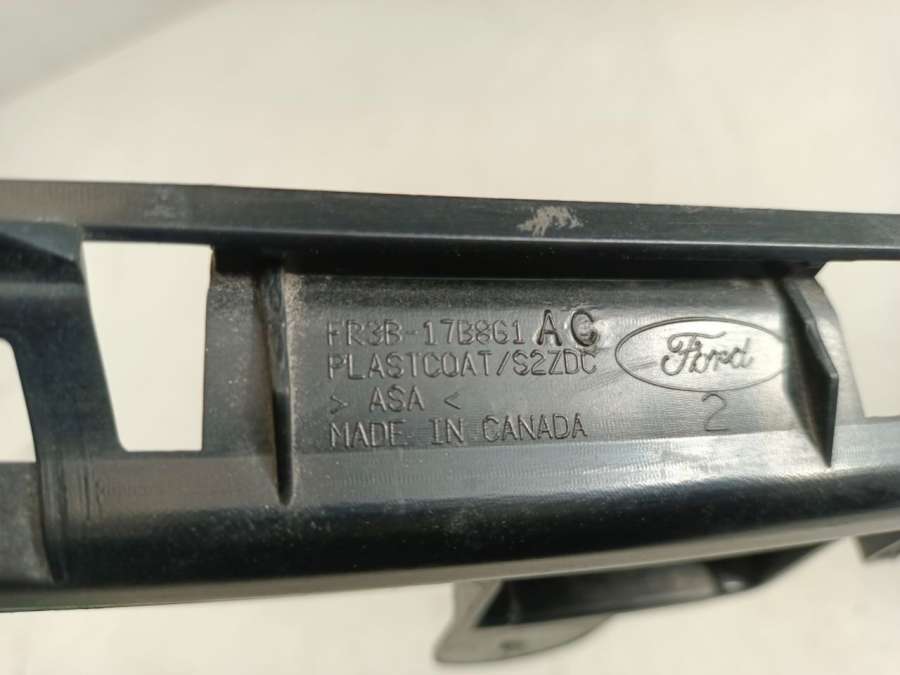 FR3B-17B861 AC
PLASTCOAT/S2ZDC
> ASA <
MADE IN CANADA
Ford
2